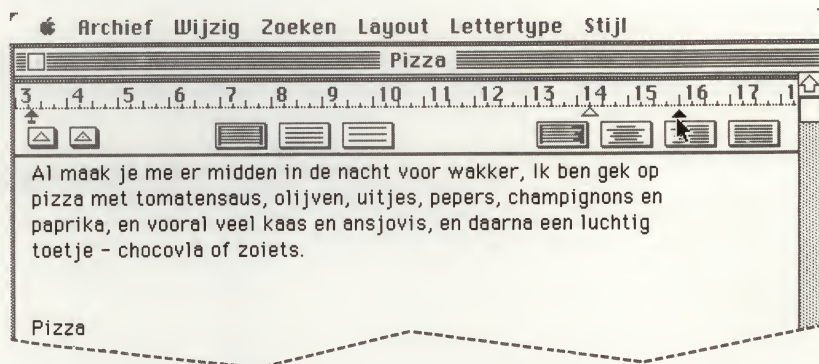 Archief Wijzig Zoeken Layout Lettertype Stijl
Pizza
3 4 5 6 7 8 9 10 11 12 13 14 15 16 17 1
Al maak je me er midden in de nacht voor wakker, Ik ben gek op
pizza met tomatensaus, olijven, uitjes, pepers, champignons en
paprika, en vooral veel kaas en ansjovis, en daarna een luchtig
toetje - chocovla of zoiets.
Pizza